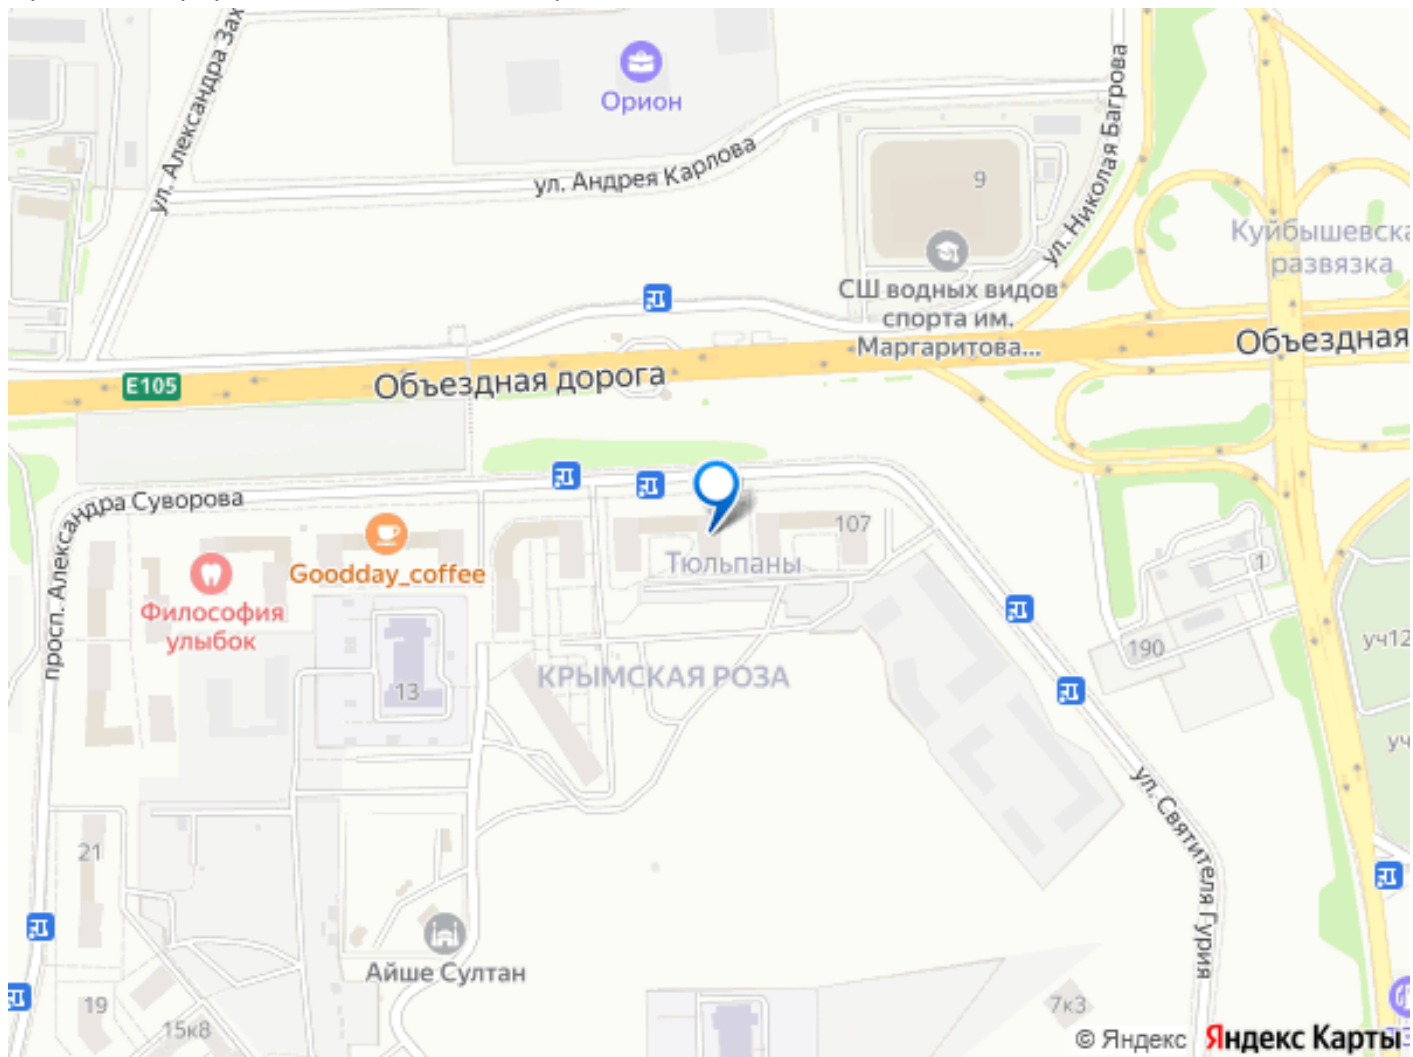 ул. Александра Зах
Орион
ул. Андрея Карлова
ул. Николая Багрова
9
Куйбышевска
развязка
СШ водных видов
спорта им.
Маргаритова...
Объездная
E105
Объездная дорога
просп. Александра Суворова
107
Тюльпаны
Goodday_coffee
Философия
улыбок
1
190
уч12
КРЫМСКАЯ РОЗА
13
уч
ул. Святителя Гурия
21
Айше Султан
19
15к8
7к3
© Яндекс Яндекс Карты